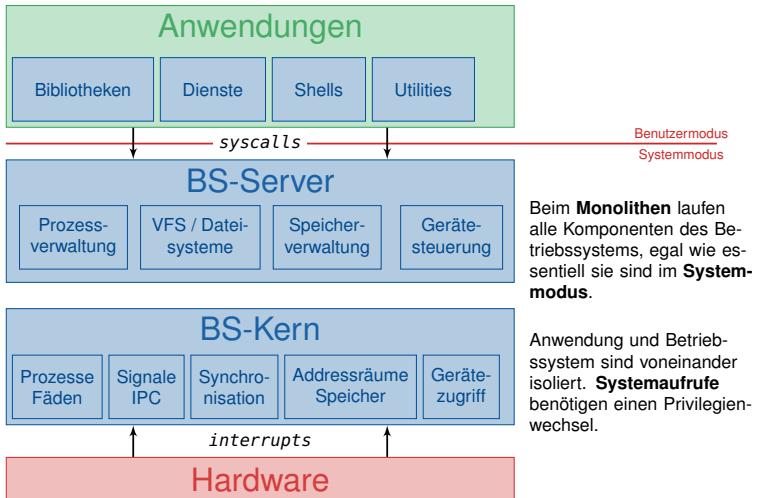 Anwendungen
Bibliotheken
Dienste
Shells
Utilities
syscalls
Benutzermodus
Systemmodus
BS-Server
Prozess-
verwaltung
VFS / Datei-
systeme
Speicher-
verwaltung
Geräte-
steuerung
Beim Monolithen laufen
alle Komponenten des Be-
triebssystems, egal wie es-
sentiell sie sind im System-
modus.
BS-Kern
Prozesse
Fäden
Signale
IPC
Synchro-
nisation
Addressräume
Speicher
Geräte-
zugriff
Anwendung und Betrieb-
ssystem sind voneinander
isoliert. Systemaufrufe
benötigen einen Privilegien-
wechsel.
interrupts
Hardware